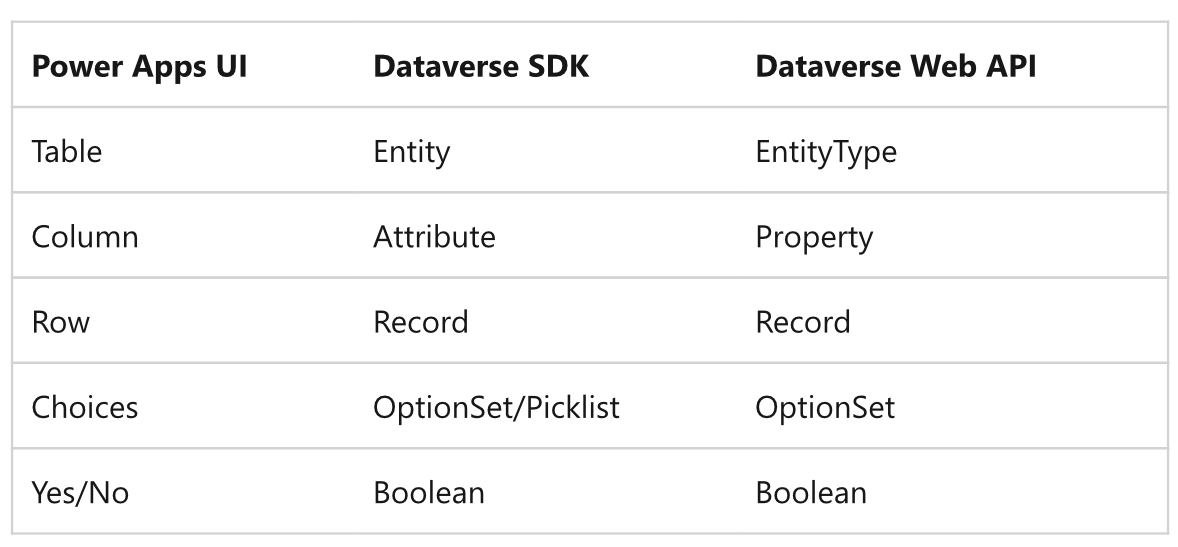 Power Apps UI Dataverse SDK Dataverse Web API
Table Entity EntityType
Column Attribute Property
Row Record Record
Choices OptionSet/Picklist OptionSet
Yes/No Boolean Boolean